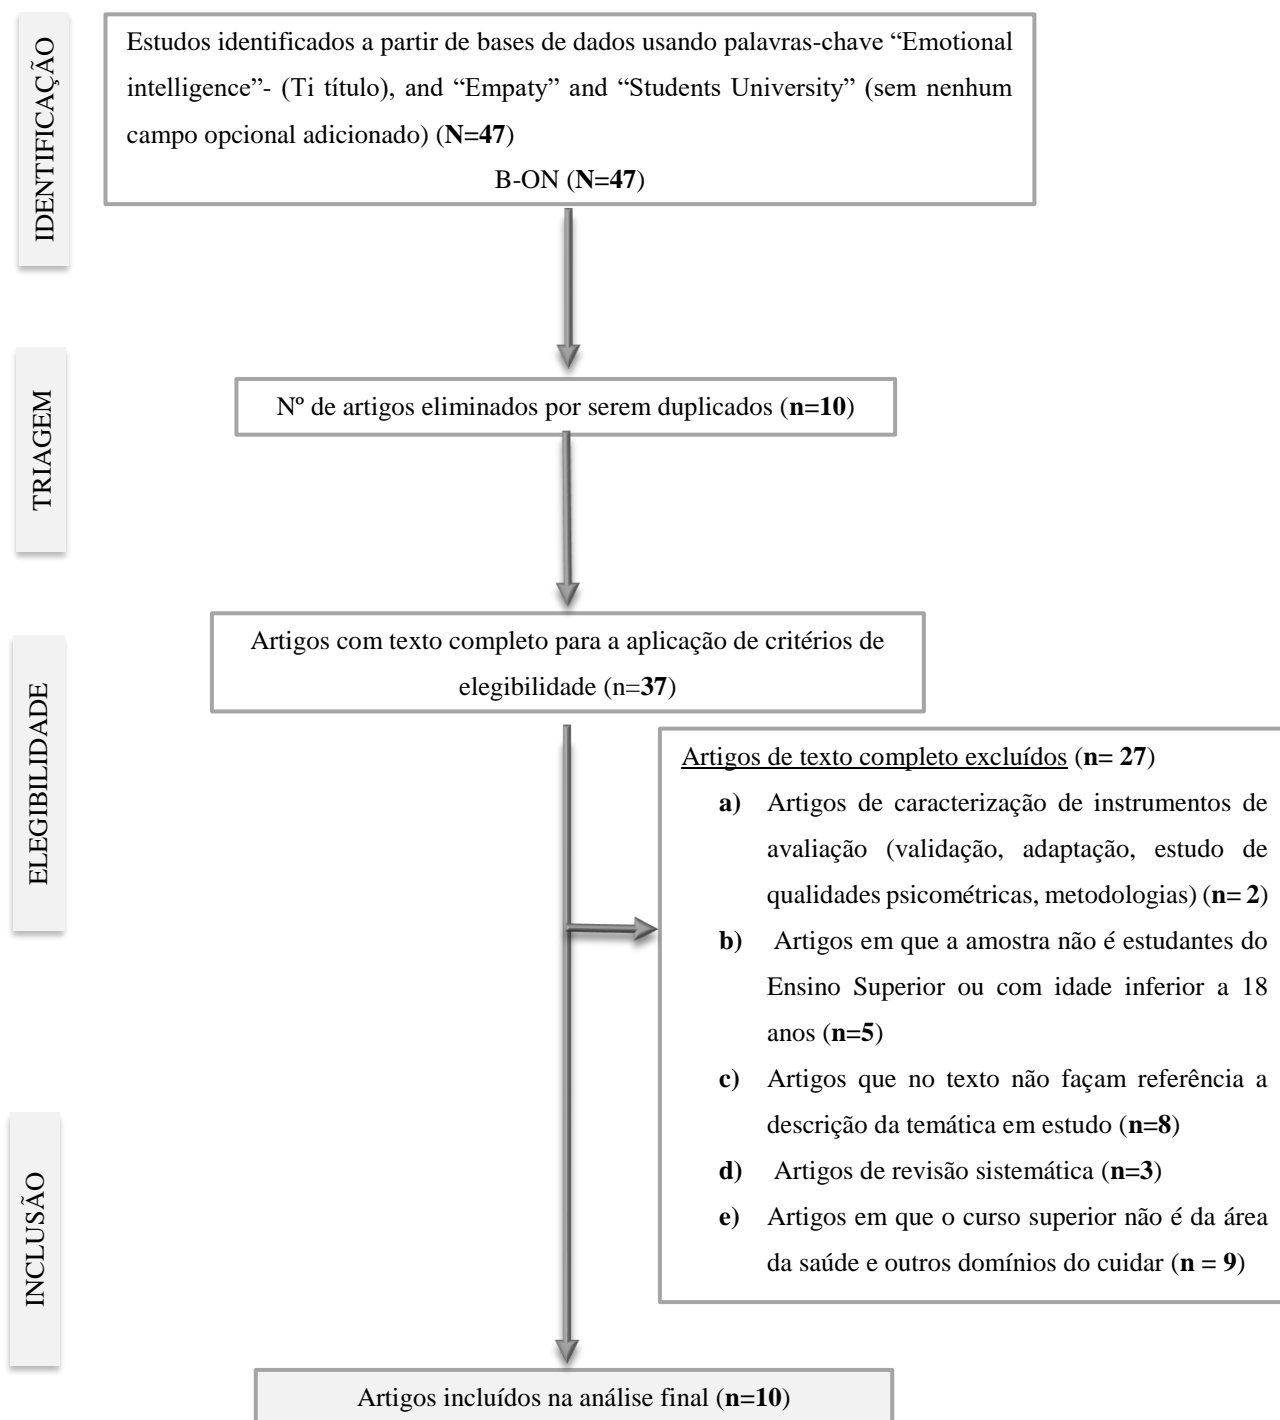 IDENTIFICAÇÃO
Estudos identificados a partir de bases de dados usando palavras-chave “Emotional
intelligence”- (Ti título), and “Empaty” and “Students University” (sem nenhum
campo opcional adicionado) (N=47)
B-ON (N=47)
TRIAGEM
Nº de artigos eliminados por serem duplicados (n=10)
ELEGIBILIDADE
Artigos com texto completo para a aplicação de critérios de
elegibilidade (n=37)
Artigos de texto completo excluídos (n= 27)
a) Artigos de caracterização de instrumentos de
avaliação (validação, adaptação, estudo de
qualidades psicométricas, metodologias) (n= 2)
b) Artigos em que a amostra não é estudantes do
Ensino Superior ou com idade inferior a 18
anos (n=5)
c) Artigos que no texto não façam referência a
descrição da temática em estudo (n=8)
d) Artigos de revisão sistemática (n=3)
e) Artigos em que o curso superior não é da área
da saúde e outros domínios do cuidar (n = 9)
INCLUSÃO
Artigos incluídos na análise final (n=10)